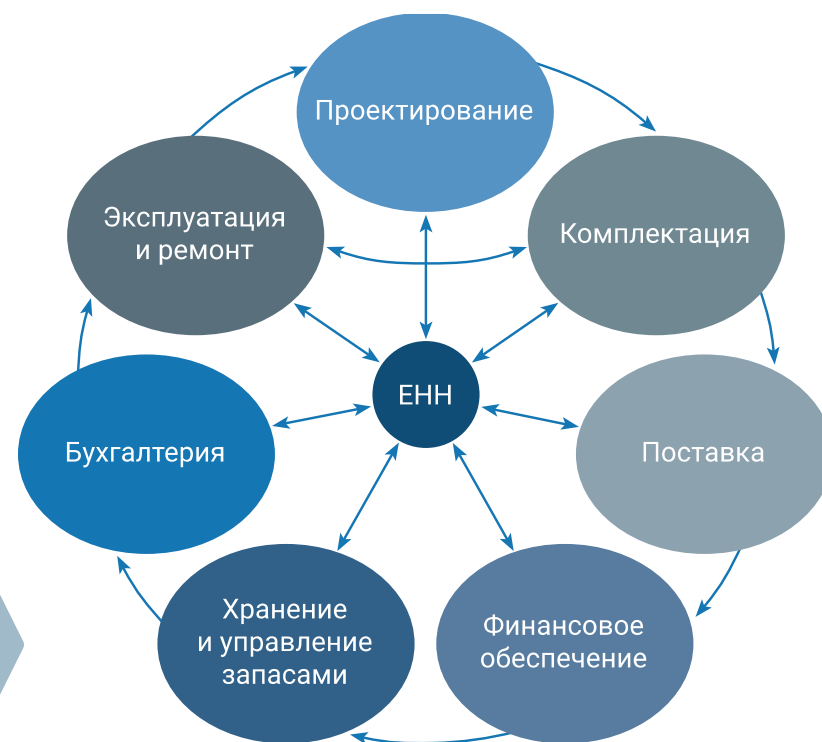 Проектирование
Эксплуатация
и ремонт
Комплектация
ЕНН
Бухгалтерия
Поставка
Хранение
и управление
запасами
Финансовое
обеспечение